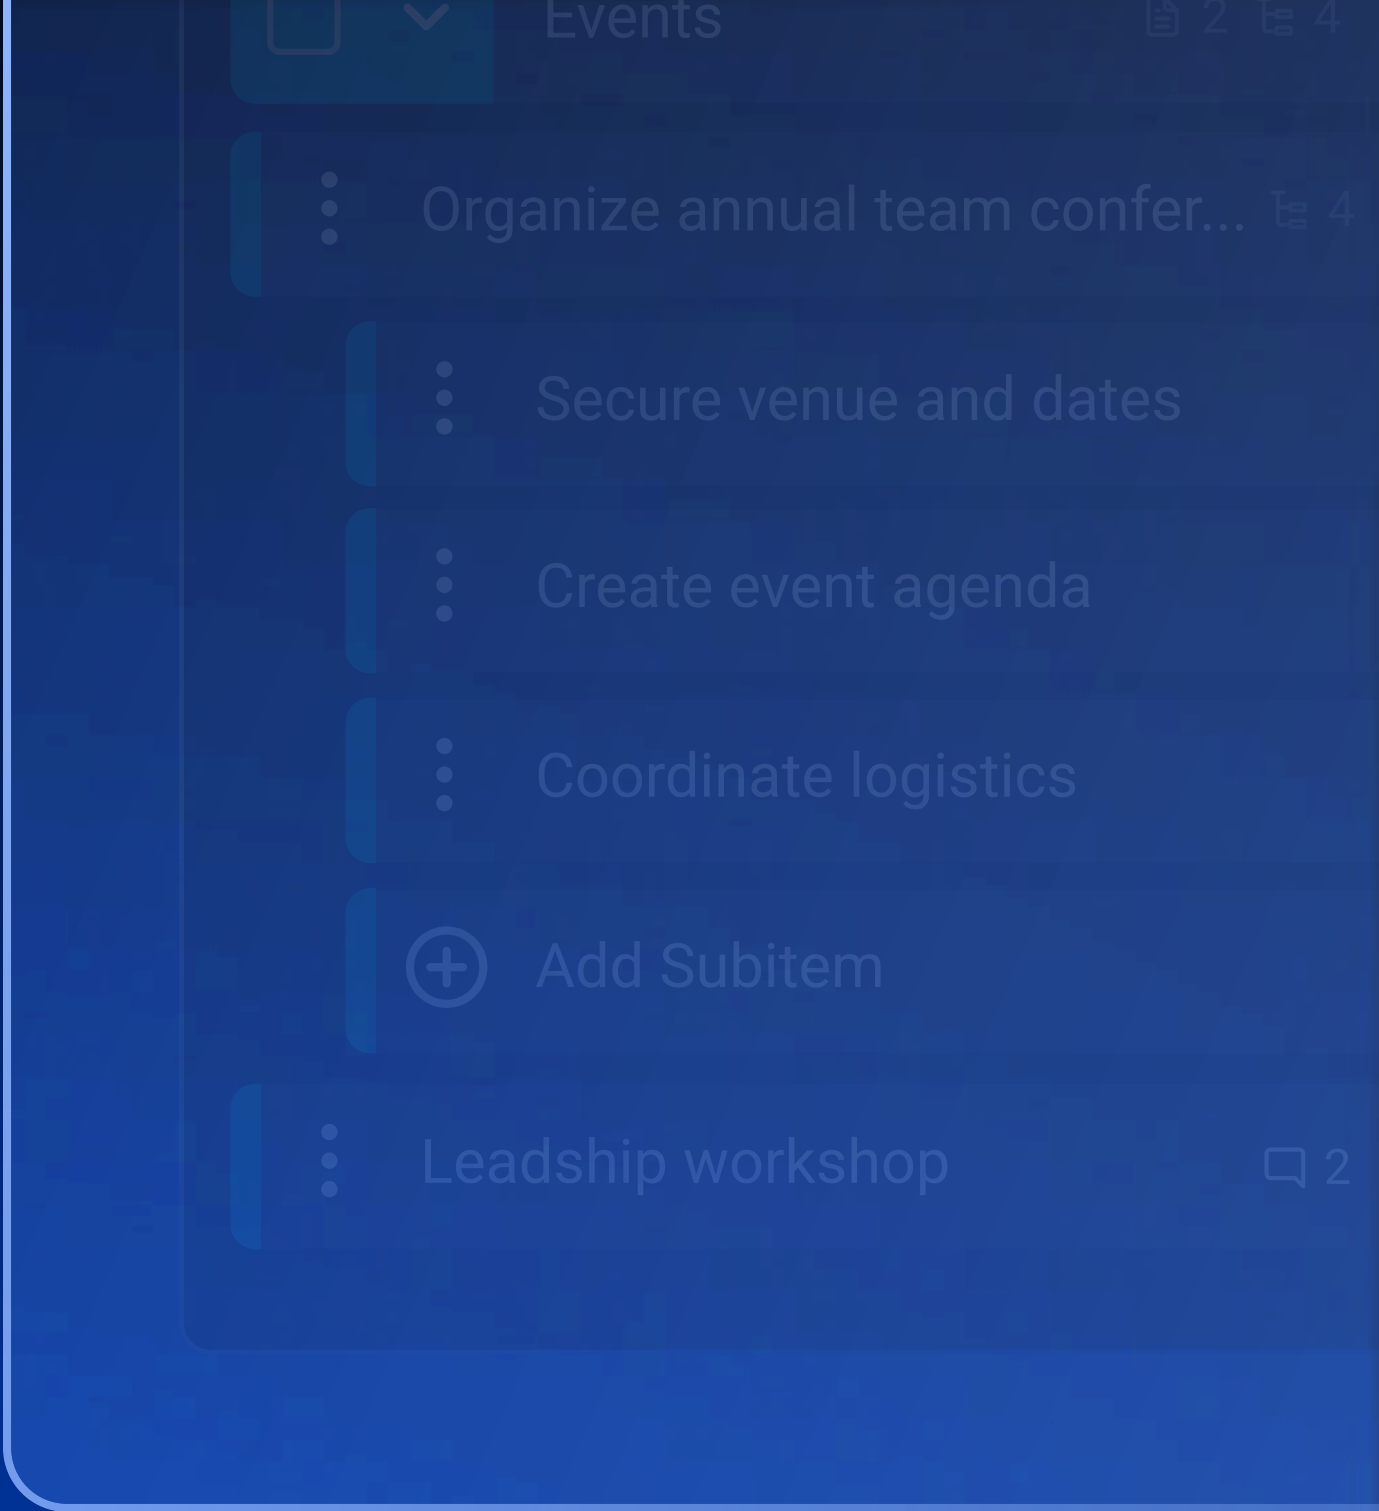 Events 2 4
Organize annual team confer... 4
Secure venue and dates
Create event agenda
Coordinate logistics
Add Subitem
Leadship workshop 2